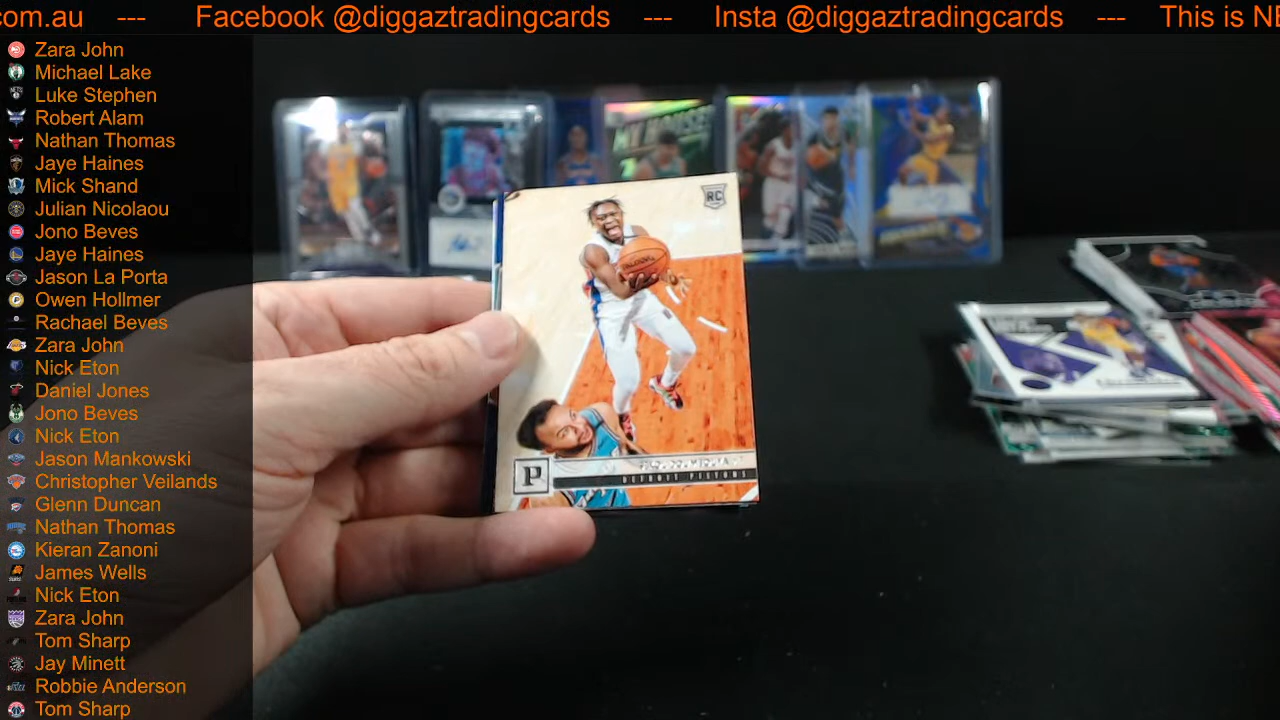 com.au --- Facebook @diggaztradingcards --- Insta @diggaztradingcards --- This is NB
Zara John
Michael Lake
Luke Stephen
Robert Alam
Nathan Thomas
Jaye Haines
Mick Shand
Julian Nicolaou
Jono Beves
Jaye Haines
Jason La Porta
Owen Hollmer
Rachael Beves
Zara John
Nick Eton
Daniel Jones
Jono Beves
Nick Eton
Jason Mankowski
Christopher Veilands
Glenn Duncan
Nathan Thomas
Kieran Zanoni
James Wells
Nick Eton
Zara John
Tom Sharp
Jay Minett
Robbie Anderson
Tom Sharp
RC
P
DETROIT PISTONS